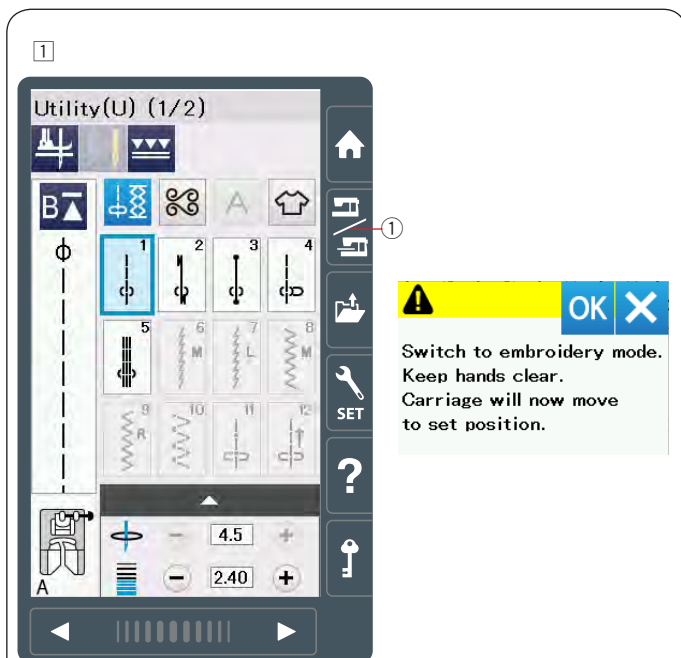 1
Utility(U) (1/2)
B
A
1 2 3 4
5 6 M 7 L 8 M
9 R 10 11 12
SET
?
4.5
2.40
A
1
OK
Switch to embroidery mode.
Keep hands clear.
Carriage will now move
to set position.